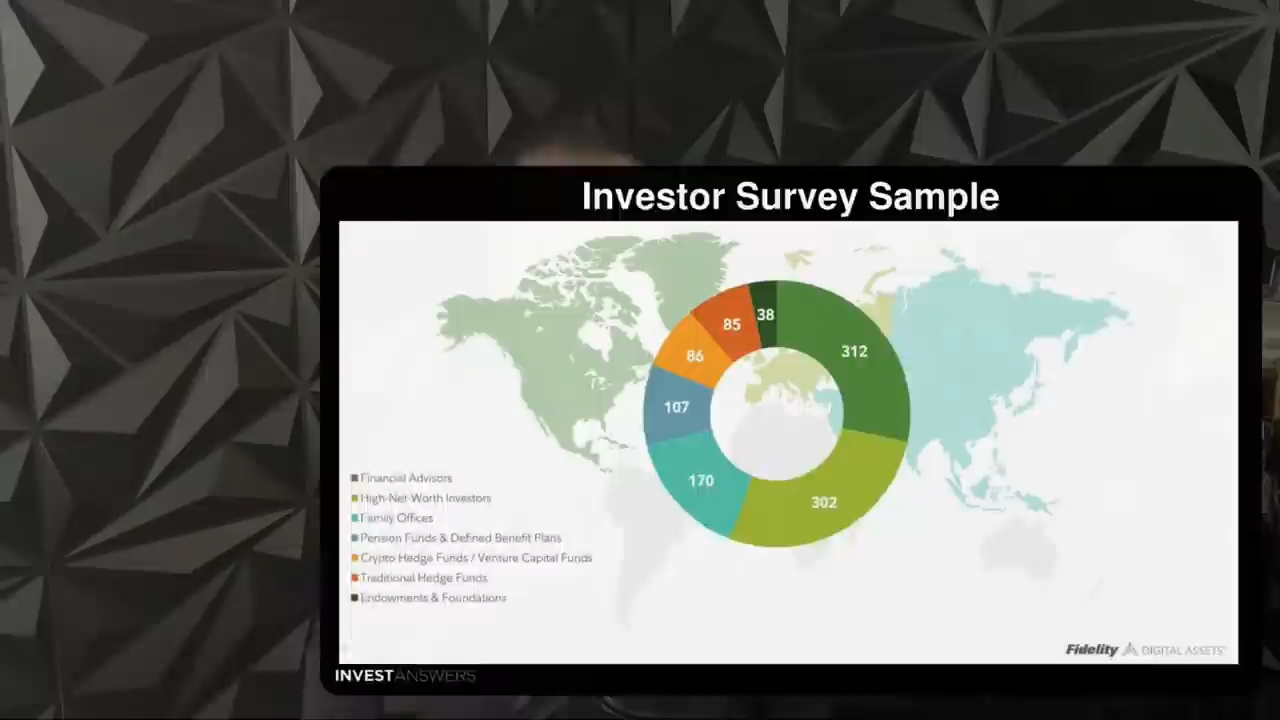 Investor Survey Sample
38
85
312
86
107
170
302
Financial Advisors
High-Net-Worth Investors
Family Offices
Pension Funds & Defined Benefit Plans
Crypto Hedge Funds / Venture Capital Funds
Traditional Hedge Funds
Endowments & Foundations
Fidelity DIGITAL ASSETS
INVESTANSWERS